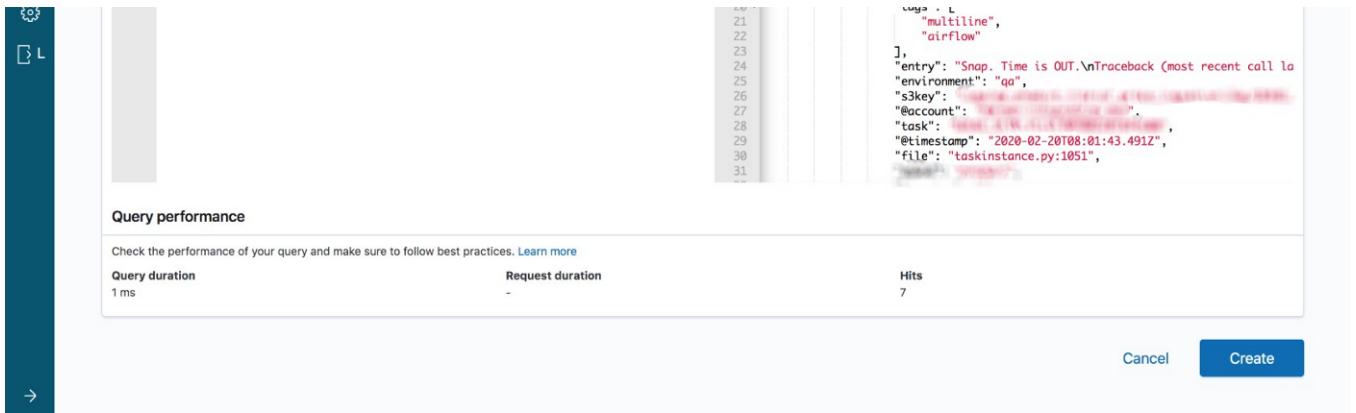 20
21 "multiline",
22 "airflow"
23 ],
24 "entry": "Snap. Time is OUT.\nTraceback (most recent call la
25 "environment": "qa",
26 "s3key":
27 "@account": ",
28 "task": ,
29 "@timestamp": "2020-02-20T08:01:43.491Z",
30 "file": "taskinstance.py:1051",
31
L
Query performance
Check the performance of your query and make sure to follow best practices. Learn more
Query duration Request duration Hits
1 ms - 7
Cancel Create